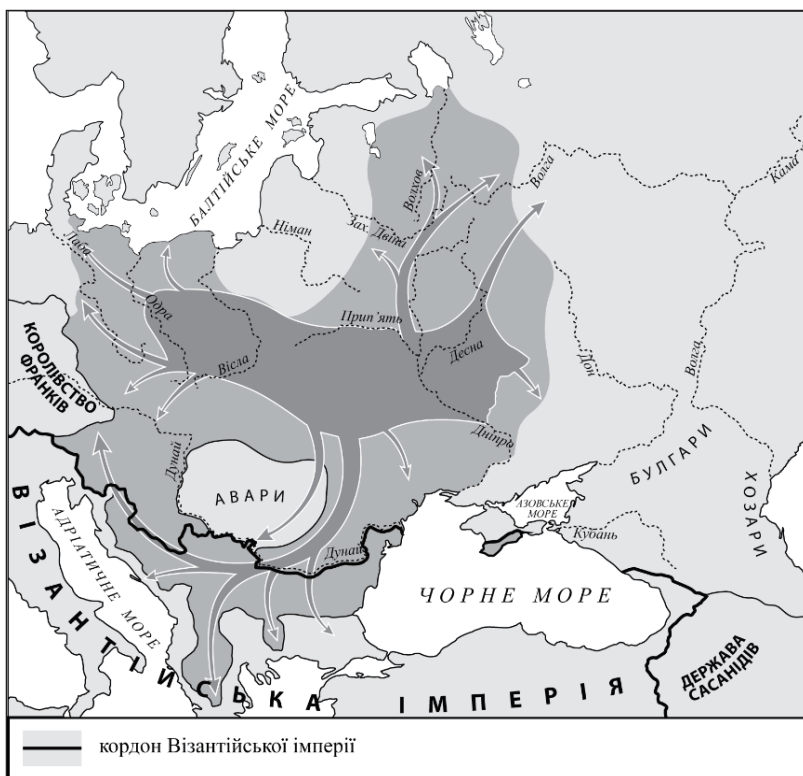 БАЛТІЙСЬКЕ МОРЕ
Волхов
Волга
Кама
Зах. Двіна
Німан
Лаба
Одра
Прип'ять
Вісла
Десна
Дон
Волга
КОРОЛІВСТВО
ФРАНКІВ
Дунай
Дніпро
АВАРИ
БУЛГАРИ
ХОЗАРИ
АЗОВСЬКЕ
МОРЕ
Кубань
АДРІАТИЧНЕ МОРЕ
Дунай
ЧОРНЕ МОРЕ
ВІЗАНТІЙСЬКА ІМПЕРІЯ
ДЕРЖАВА
САСАНІДІВ
кордон Візантійської імперії